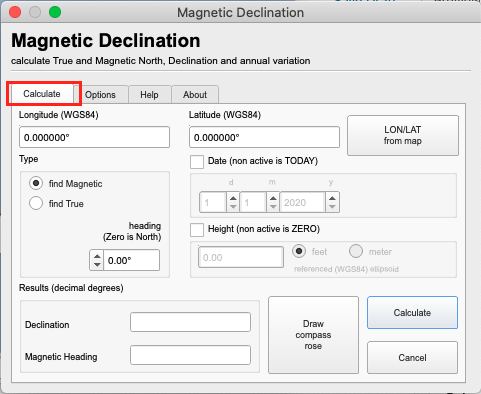 Magnetic Declination
Magnetic Declination
calculate True and Magnetic North, Declination and annual variation
Calculate
Options
Help
About
Longitude (WGS84)
Latitude (WGS84)
0.000000°
0.000000°
LON/LAT
from map
Type
Date (non active is TODAY)
find Magnetic
find True
d
m
y
1
1
2020
heading
(Zero is North)
0.00°
Height (non active is ZERO)
0.00
feet
meter
referenced (WGS84) ellipsoid
Results (decimal degrees)
Declination
Magnetic Heading
Draw
compass
rose
Calculate
Cancel